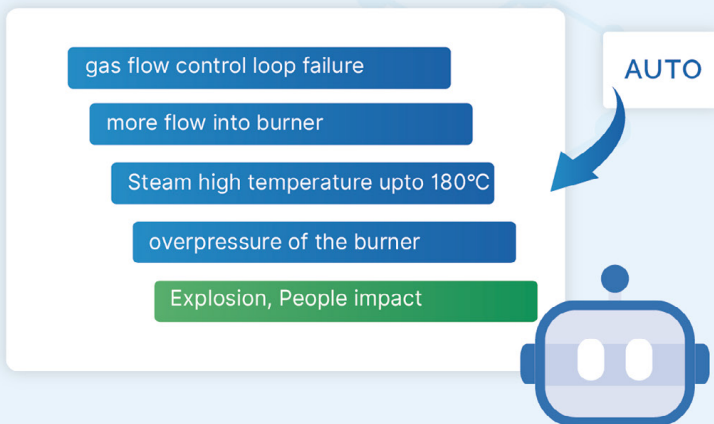 gas flow control loop failure
AUTO
more flow into burner
Steam high temperature upto 180°C
overpressure of the burner
Explosion, People impact